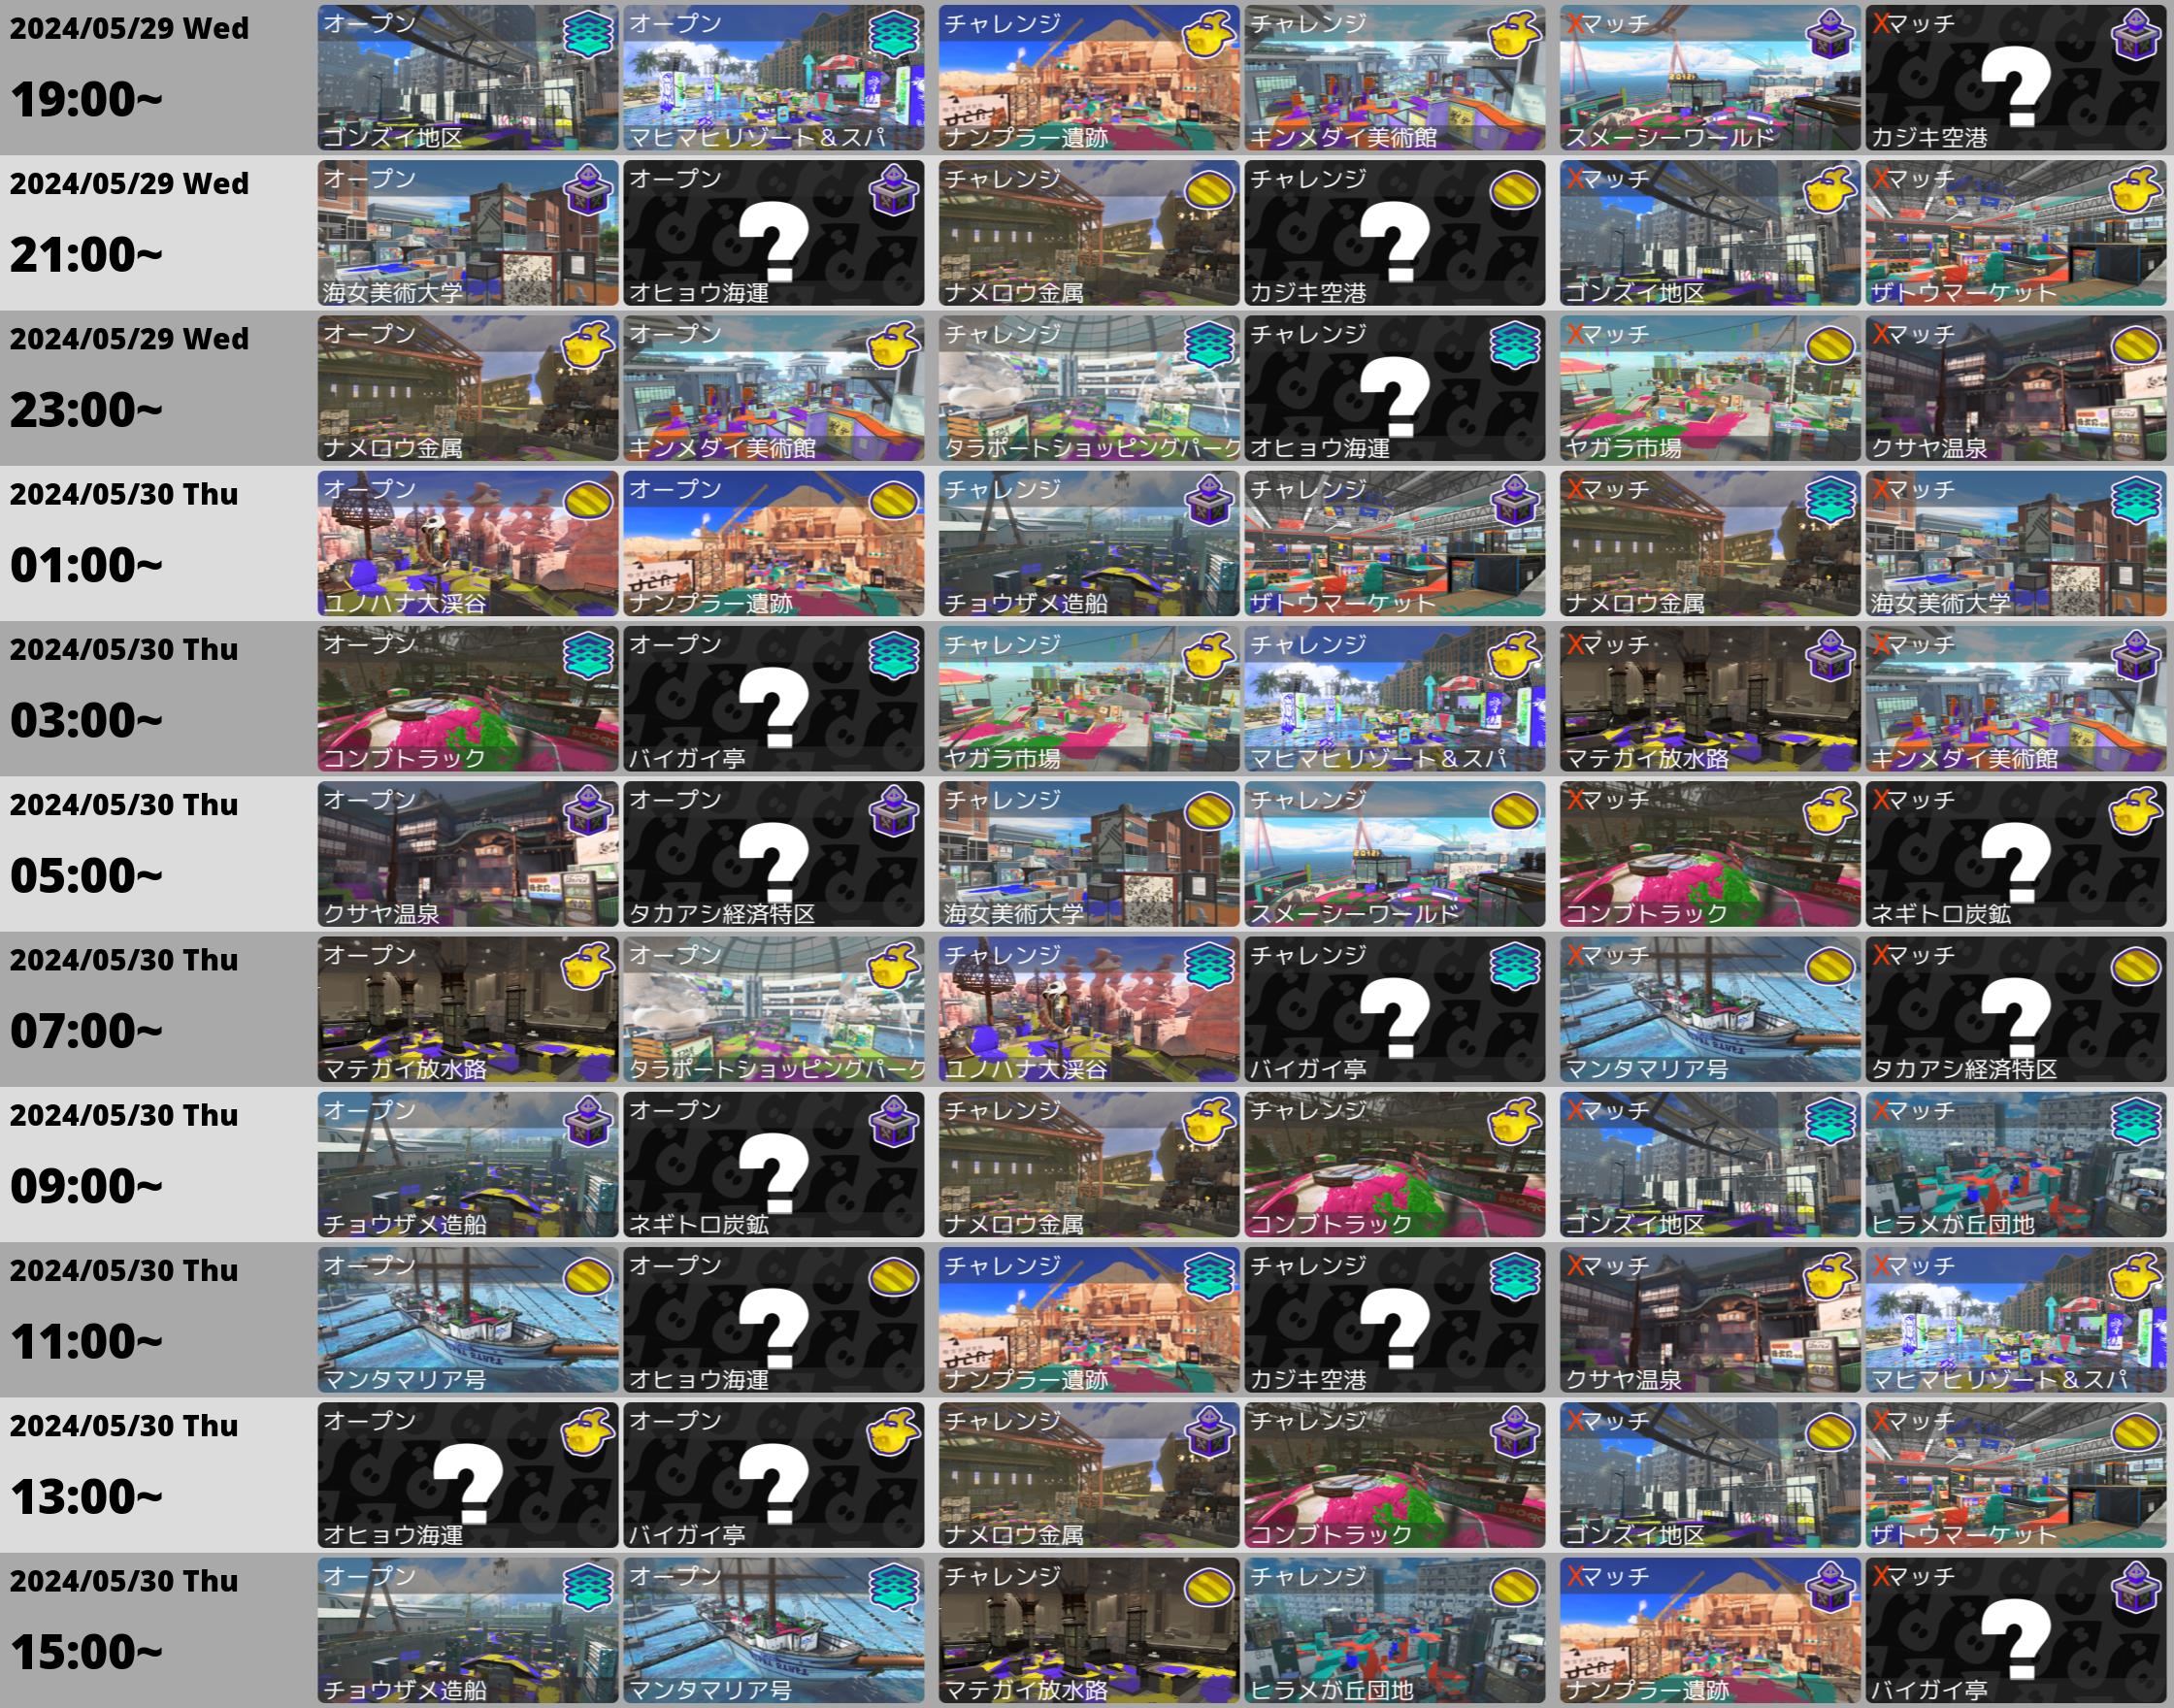 2024/05/29 Wed
19:00~
オープン
ゴンズイ地区
オープン
マヒマヒリゾート＆スパ
チャレンジ
ナンプラー遺跡
チャレンジ
キンメダイ美術館
Xマッチ
スメーシーワールド
Xマッチ
カジキ空港
2024/05/29 Wed
21:00~
オープン
海女美術大学
オープン
オヒョウ海運
チャレンジ
ナメロウ金属
チャレンジ
カジキ空港
Xマッチ
ゴンズイ地区
Xマッチ
ザトウマーケット
2024/05/29 Wed
23:00~
オープン
ナメロウ金属
オープン
キンメダイ美術館
チャレンジ
タラポートショッピングパーク
チャレンジ
オヒョウ海運
Xマッチ
ヤガラ市場
Xマッチ
クサヤ温泉
2024/05/30 Thu
01:00~
オープン
ユノハナ大渓谷
オープン
ナンプラー遺跡
チャレンジ
チョウザメ造船
チャレンジ
ザトウマーケット
Xマッチ
ナメロウ金属
Xマッチ
海女美術大学
2024/05/30 Thu
03:00~
オープン
コンブトラック
オープン
バイガイ亭
チャレンジ
ヤガラ市場
チャレンジ
マヒマヒリゾート＆スパ
Xマッチ
マテガイ放水路
Xマッチ
キンメダイ美術館
2024/05/30 Thu
05:00~
オープン
クサヤ温泉
オープン
タカアシ経済特区
チャレンジ
海女美術大学
チャレンジ
スメーシーワールド
Xマッチ
コンブトラック
Xマッチ
ネギトロ炭鉱
2024/05/30 Thu
07:00~
オープン
マテガイ放水路
オープン
タラポートショッピングパーク
チャレンジ
ユノハナ大渓谷
チャレンジ
バイガイ亭
Xマッチ
マンタマリア号
Xマッチ
タカアシ経済特区
2024/05/30 Thu
09:00~
オープン
チョウザメ造船
オープン
ネギトロ炭鉱
チャレンジ
ナメロウ金属
チャレンジ
コンブトラック
Xマッチ
ゴンズイ地区
Xマッチ
ヒラメが丘団地
2024/05/30 Thu
11:00~
オープン
マンタマリア号
オープン
オヒョウ海運
チャレンジ
ナンプラー遺跡
チャレンジ
カジキ空港
Xマッチ
クサヤ温泉
Xマッチ
マヒマヒリゾート＆スパ
2024/05/30 Thu
13:00~
オープン
オヒョウ海運
オープン
バイガイ亭
チャレンジ
ナメロウ金属
チャレンジ
コンブトラック
Xマッチ
ゴンズイ地区
Xマッチ
ザトウマーケット
2024/05/30 Thu
15:00~
オープン
チョウザメ造船
オープン
マンタマリア号
チャレンジ
マテガイ放水路
チャレンジ
ヒラメが丘団地
Xマッチ
ナンプラー遺跡
Xマッチ
バイガイ亭